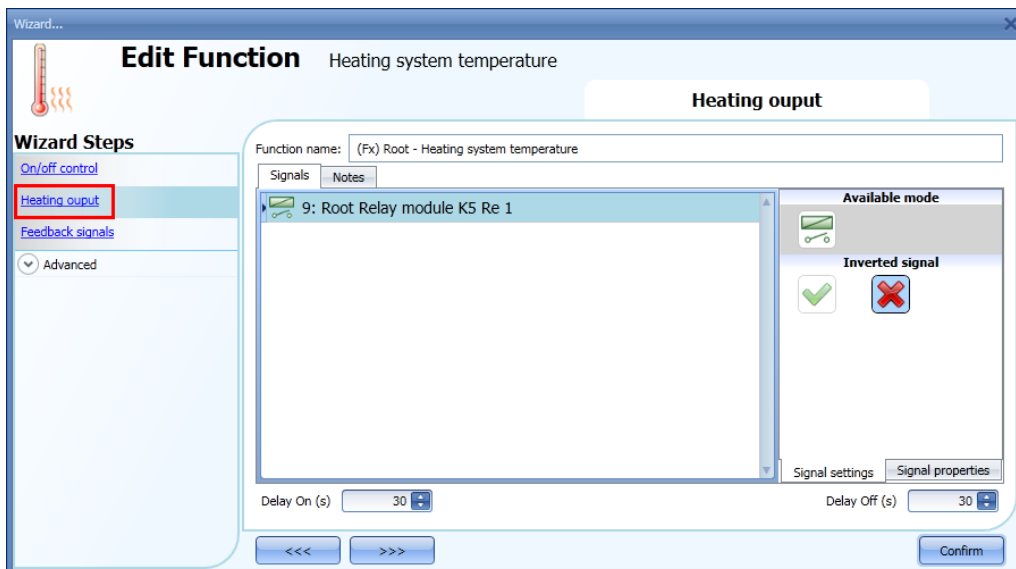 Wizard...
Edit Function Heating system temperature
Heating ouput
Wizard Steps
On/off control
Heating ouput
Feedback signals
Advanced
Function name: (Fx) Root - Heating system temperature
Signals Notes
9: Root Relay module K5 Re 1
Available mode
Inverted signal
Signal settings Signal properties
Delay On (s) 30 Delay Off (s) 30
<<< >>> Confirm